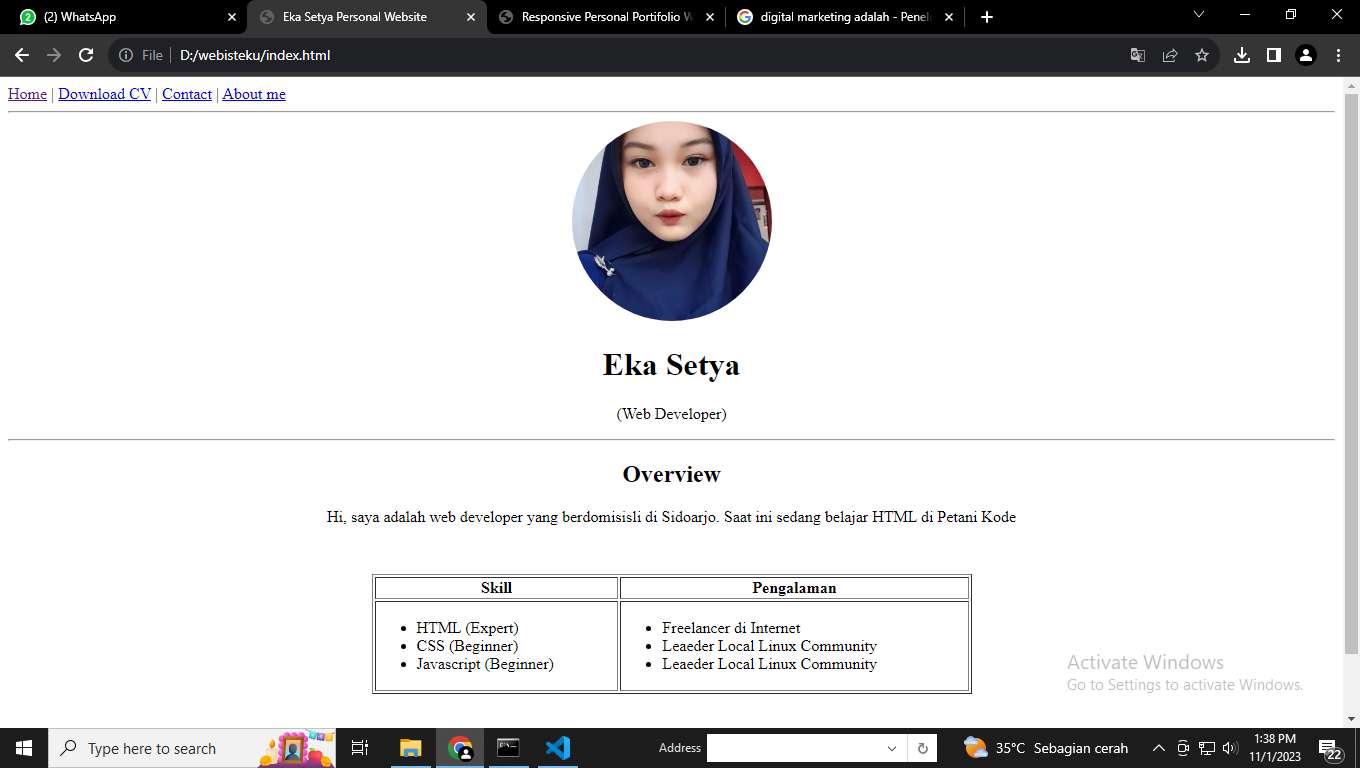 (2) WhatsApp
Eka Setya Personal Website
Responsive Personal Portifolio W
digital marketing adalah - Penel
File D:/webisteku/index.html
Home | Download CV | Contact | About me
Eka Setya
(Web Developer)
Overview
Hi, saya adalah web developer yang berdomisisli di Sidoarjo. Saat ini sedang belajar HTML di Petani Kode
Skill Pengalaman
HTML (Expert) Freelancer di Internet
CSS (Beginner) Leaeder Local Linux Community
Javascript (Beginner) Leaeder Local Linux Community
Activate Windows
Go to Settings to activate Windows.
Type here to search
Address
35°C Sebagian cerah
1:38 PM
11/1/2023
22